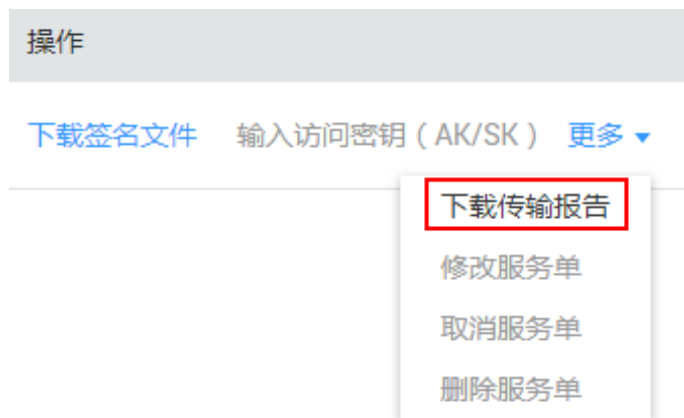 操作
下载签名文件 输入访问密钥（AK/SK） 更多
下载传输报告
修改服务单
取消服务单
删除服务单